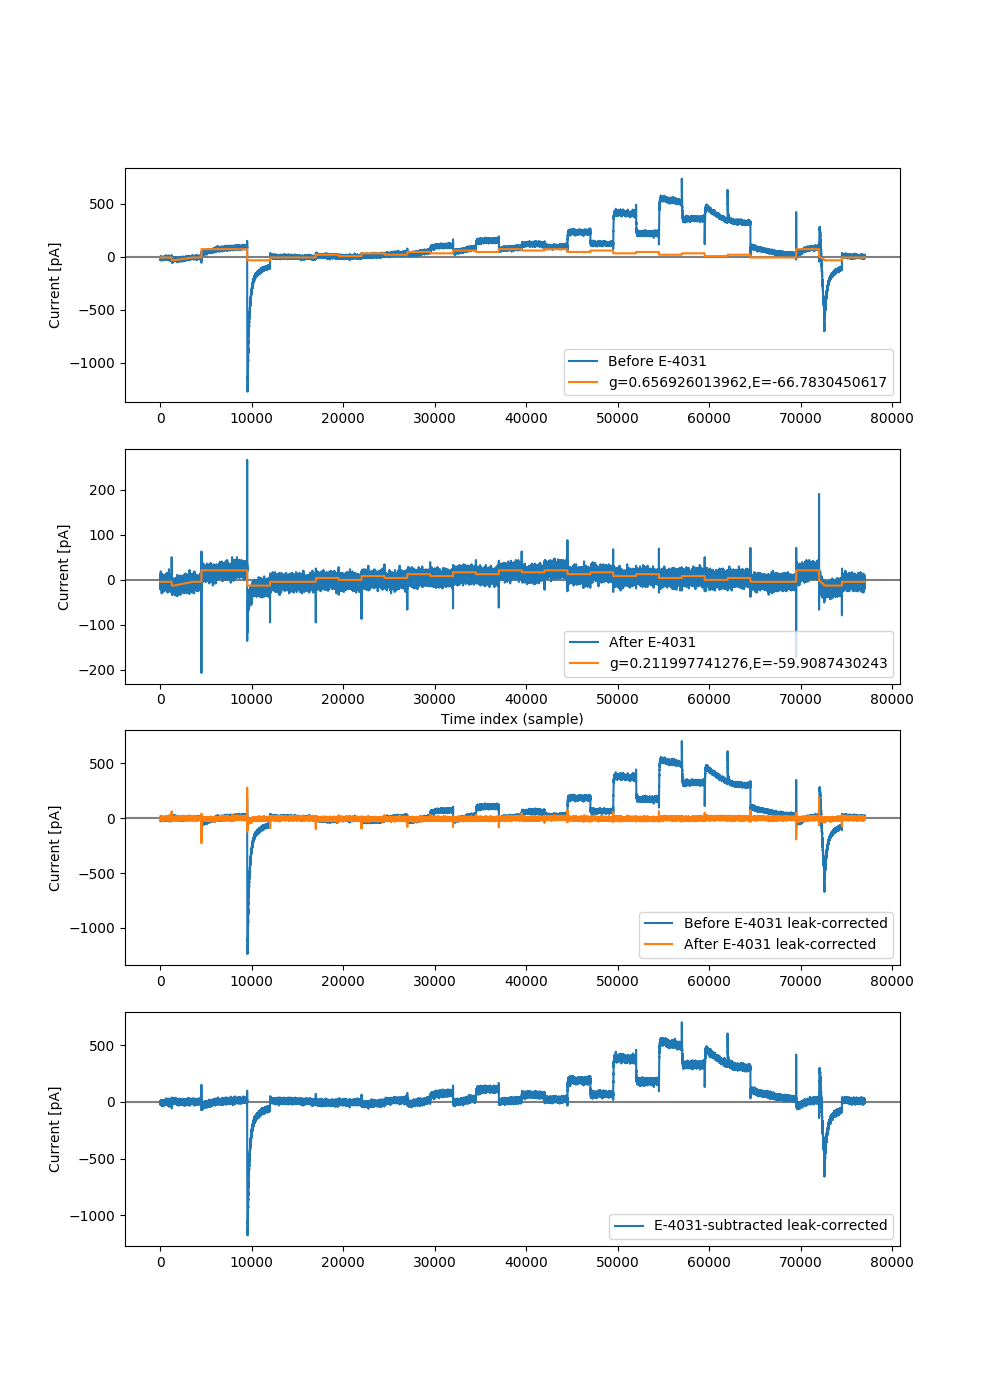 500
0
−500
−1000
Current [pA]
Before E-4031
g=0.656926013962,E=-66.7830450617
0 10000 20000 30000 40000 50000 60000 70000 80000
200
100
0
−100
−200
Current [pA]
After E-4031
g=0.211997741276,E=-59.9087430243
0 10000 20000 30000 40000 50000 60000 70000 80000
Time index (sample)
500
0
−500
−1000
Current [pA]
Before E-4031 leak-corrected
After E-4031 leak-corrected
0 10000 20000 30000 40000 50000 60000 70000 80000
500
0
−500
−1000
Current [pA]
E-4031-subtracted leak-corrected
0 10000 20000 30000 40000 50000 60000 70000 80000